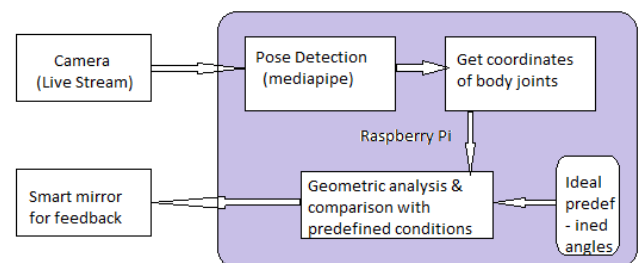 Camera
(Live Stream)
Pose Detection
(mediapipe)
Get coordinates
of body joints
Raspberry Pi
Smart mirror
for feedback
Geometric analysis &
comparison with
predefined conditions
Ideal
predef
- ined
angles